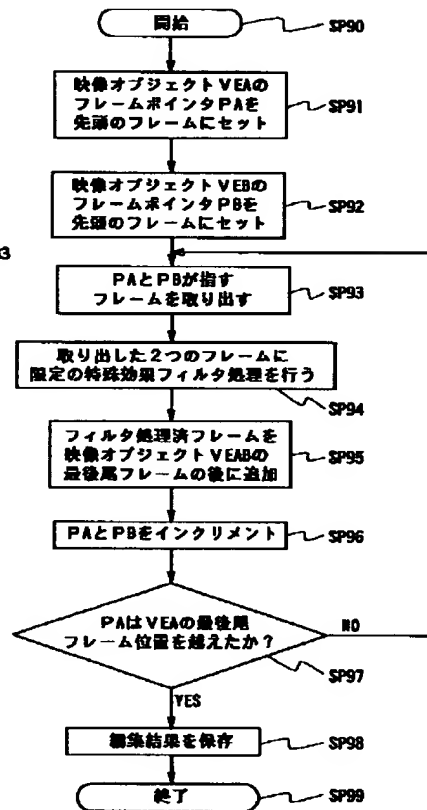 開始
SP90
映像オブジェクトVEAの
フレームポインタPAを
先頭のフレームにセット
SP91
映像オブジェクトVEBの
フレームポインタPBを
先頭のフレームにセット
SP92
3
PAとPBが指す
フレームを取り出す
SP93
取り出した2つのフレームに
限定の特殊効果フィルタ処理を行う
SP94
フィルタ処理済フレームを
映像オブジェクトVEABの
最後尾フレームの後に追加
SP95
PAとPBをインクリメント
SP96
PAはVEAの最後尾
フレーム位置を越えたか?
NO
SP97
YES
編集結果を保存
SP98
終了
SP99